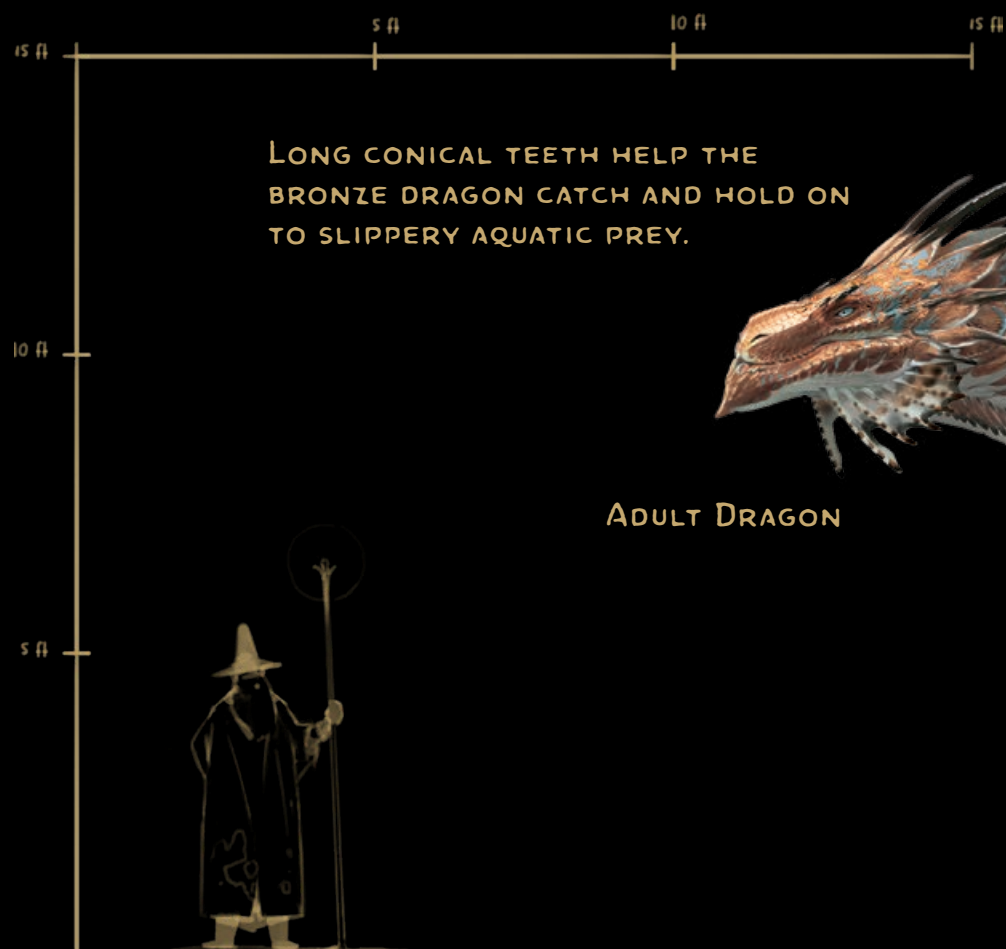 5 ft
10 ft
15 ft
15 ft
LONG CONICAL TEETH HELP THE
BRONZE DRAGON CATCH AND HOLD ON
TO SLIPPERY AQUATIC PREY.
10 ft
ADULT DRAGON
5 ft